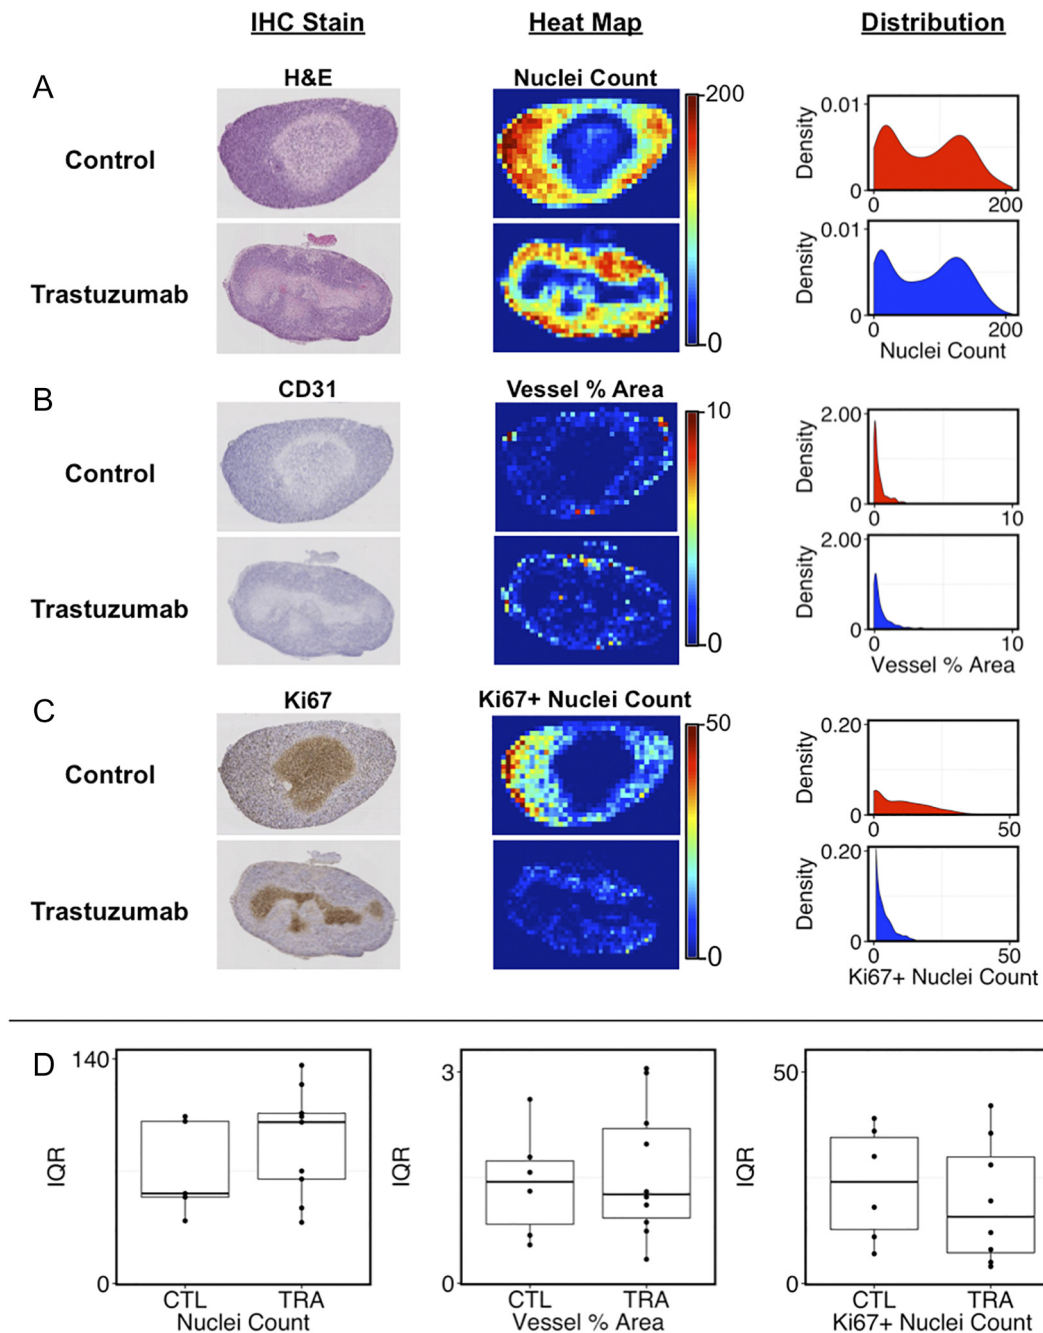 IHC Stain Heat Map Distribution
A
H&E Nuclei Count
Control
200
0
0.01
0
Density
0 200
Trastuzumab
0.01
0
Density
0 200
Nuclei Count
B
CD31 Vessel % Area
Control
10
0
2.00
0
Density
0 10
Trastuzumab
2.00
0
Density
0 10
Vessel % Area
C
Ki67 Ki67+ Nuclei Count
Control
50
0
0.20
0
Density
0 50
Trastuzumab
0.20
0
Density
0 50
Ki67+ Nuclei Count
D
140
0
IQR
CTL TRA
Nuclei Count
3
0
IQR
CTL TRA
Vessel % Area
50
0
IQR
CTL TRA
Ki67+ Nuclei Count